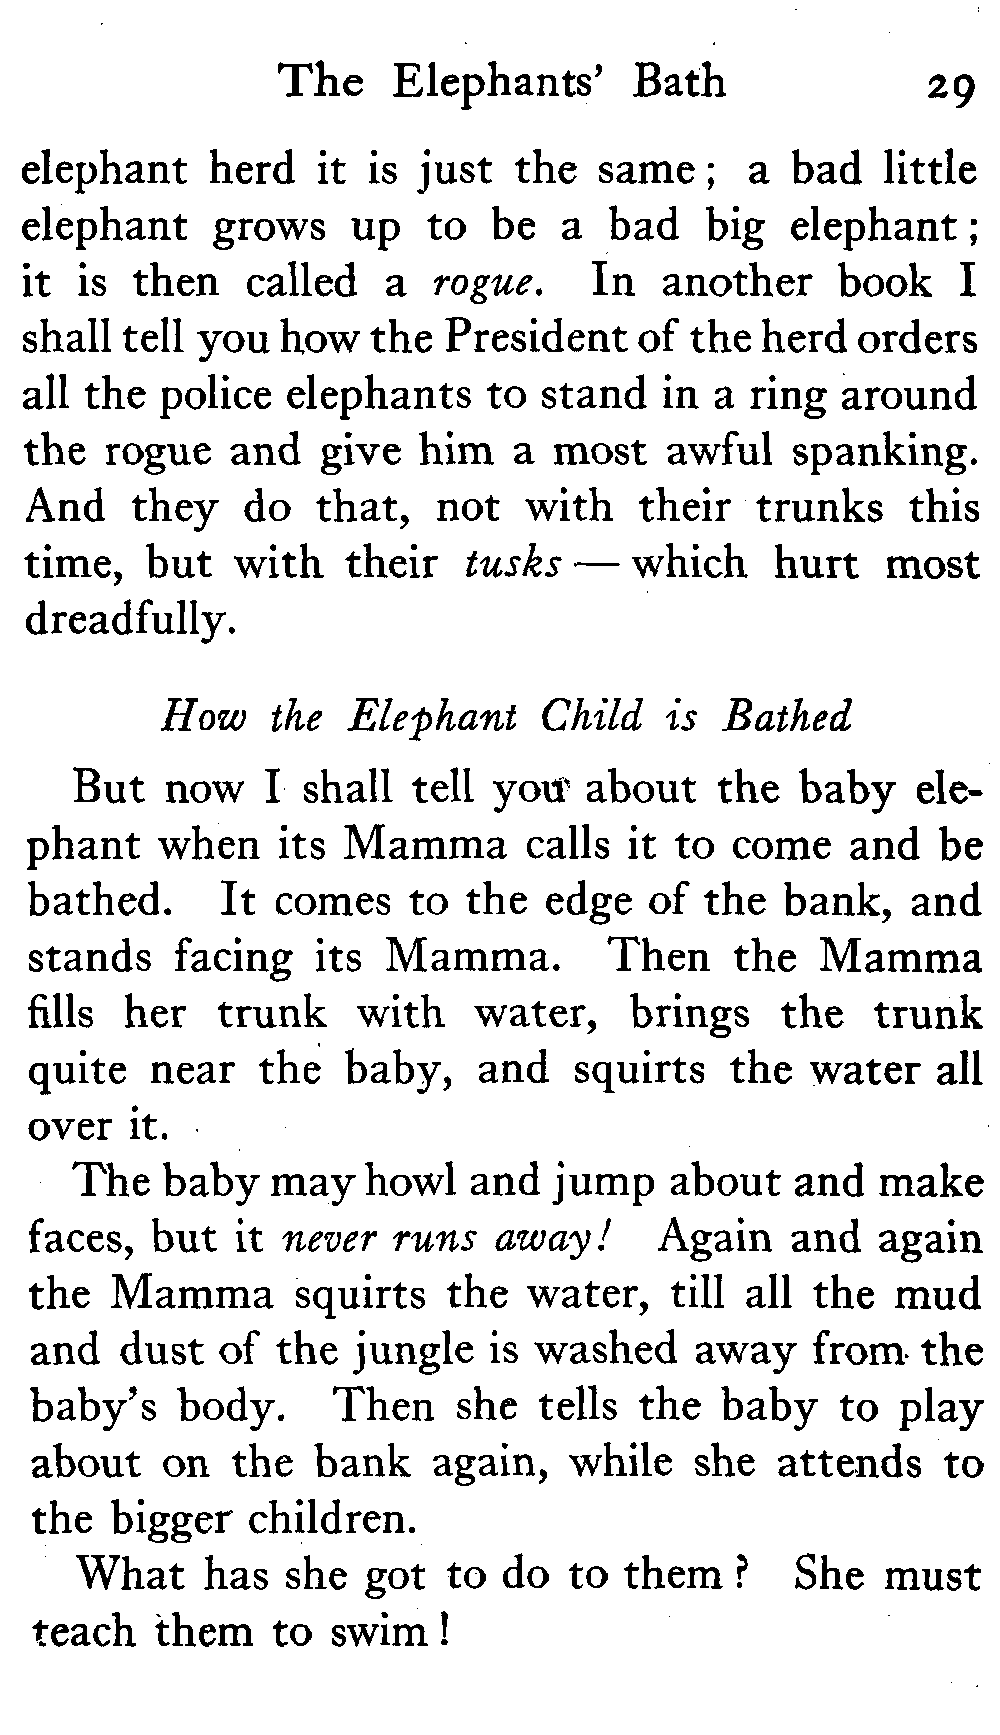 The Elephants' Bath 29
elephant herd it is just the same; a bad little
elephant grows up to be a bad big elephant;
it is then called a rogue. In another book I
shall tell you how the President of the herd orders
all the police elephants to stand in a ring around
the rogue and give him a most awful spanking.
And they do that, not with their trunks this
time, but with their tusks — which hurt most
dreadfully.
How the Elephant Child is Bathed
But now I shall tell you about the baby ele-
phant when its Mamma calls it to come and be
bathed. It comes to the edge of the bank, and
stands facing its Mamma. Then the Mamma
fills her trunk with water, brings the trunk
quite near the baby, and squirts the water all
over it.
The baby may howl and jump about and make
faces, but it never runs away! Again and again
the Mamma squirts the water, till all the mud
and dust of the jungle is washed away from the
baby's body. Then she tells the baby to play
about on the bank again, while she attends to
the bigger children.
What has she got to do to them? She must
teach them to swim!